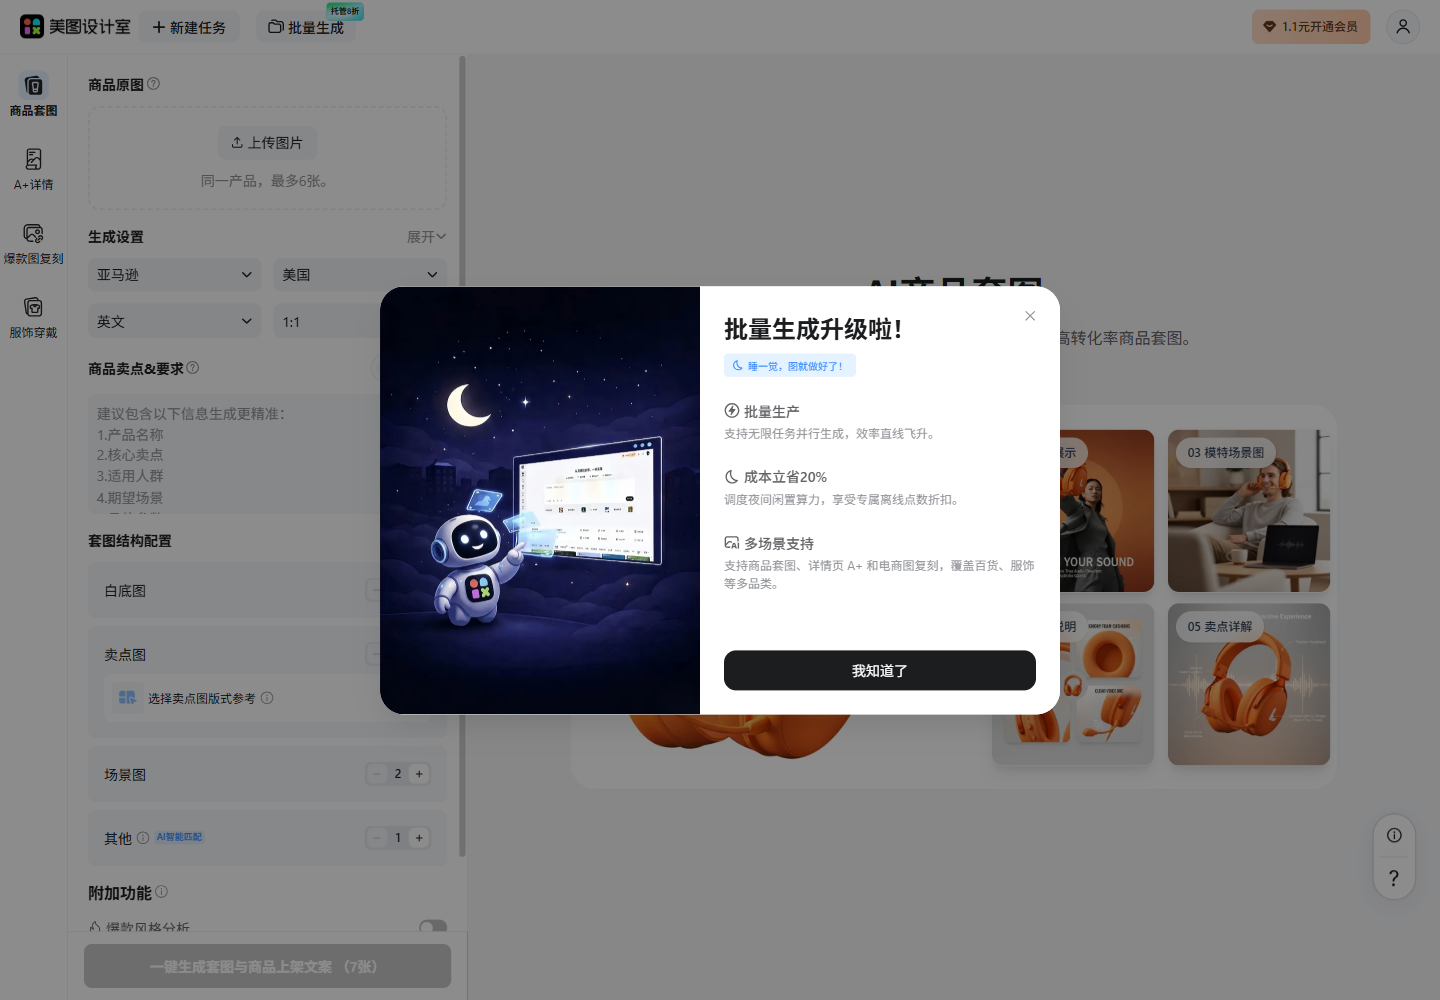 美图设计室
新建任务
批量生成
托管8折
1.1元开通会员
商品套图
A+详情
爆款图复刻
服饰穿戴
商品原图
上传图片
同一产品，最多6张。
生成设置
展开
亚马逊
美国
英文
1:1
商品卖点&要求
建议包含以下信息生成更精准：
1.产品名称
2.核心卖点
3.适用人群
4.期望场景
套图结构配置
白底图
卖点图
选择卖点图版式参考
场景图
2
其他
AI智能匹配
1
附加功能
爆款风格分析
一键生成套图与商品上架文案 （7张）
AI商品套图
高转化率商品套图。
展示
03 模特场景图
YOUR SOUND
说明
05 卖点详解
批量生成升级啦！
睡一觉，图就做好了！
批量生产
支持无限任务并行生成，效率直线飞升。
成本立省20%
调度夜间闲置算力，享受专属离线点数折扣。
多场景支持
支持商品套图、详情页 A+ 和电商图复刻，覆盖百货、服饰
等多品类。
我知道了